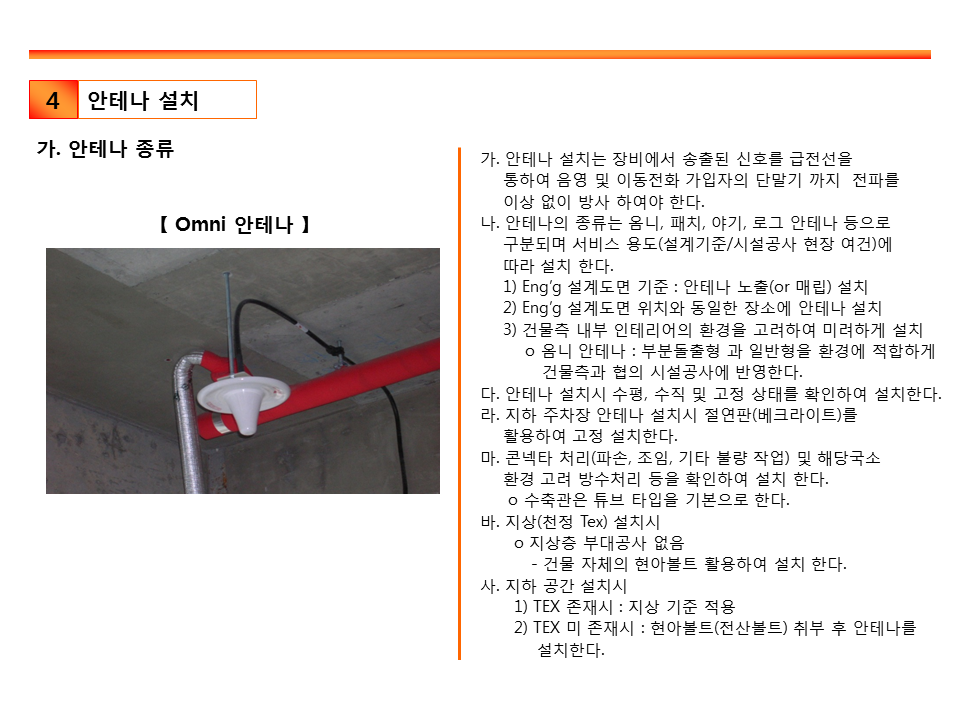 4 안테나 설치
가. 안테나 종류
【 Omni 안테나 】
가. 안테나 설치는 장비에서 송출된 신호를 급전선을
통하여 음영 및 이동전화 가입자의 단말기 까지 전파를
이상 없이 방사 하여야 한다.
나. 안테나의 종류는 옴니, 패치, 야기, 로그 안테나 등으로
구분되며 서비스 용도(설계기준/시설공사 현장 여건)에
따라 설치 한다.
1) Eng’g 설계도면 기준 : 안테나 노출(or 매립) 설치
2) Eng’g 설계도면 위치와 동일한 장소에 안테나 설치
3) 건물측 내부 인테리어의 환경을 고려하여 미려하게 설치
ο 옴니 안테나 : 부분돌출형 과 일반형을 환경에 적합하게
건물측과 협의 시설공사에 반영한다.
다. 안테나 설치시 수평, 수직 및 고정 상태를 확인하여 설치한다.
라. 지하 주차장 안테나 설치시 절연판(베크라이트)를
활용하여 고정 설치한다.
마. 콘넥타 처리(파손, 조임, 기타 불량 작업) 및 해당국소
환경 고려 방수처리 등을 확인하여 설치 한다.
ο 수축관은 튜브 타입을 기본으로 한다.
바. 지상(천정 Tex) 설치시
ο 지상층 부대공사 없음
- 건물 자체의 현아볼트 활용하여 설치 한다.
사. 지하 공간 설치시
1) TEX 존재시 : 지상 기준 적용
2) TEX 미 존재시 : 현아볼트(전산볼트) 취부 후 안테나를
설치한다.